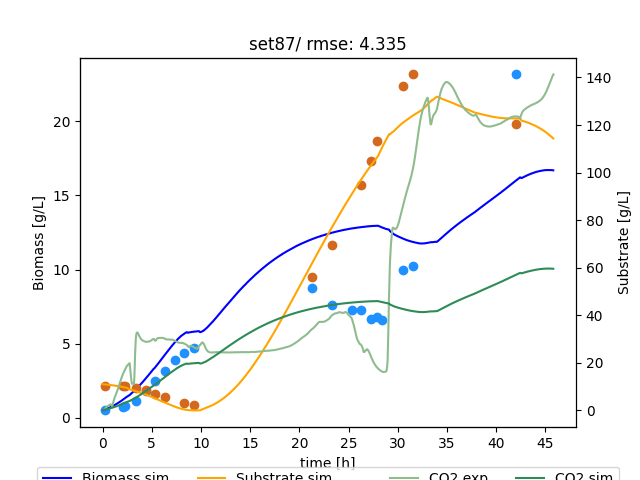 set87/ rmse: 4.335
Biomass [g/L]
20
15
10
5
0
140
120
100
80
60
40
20
0
Substrate [g/L]
0 5 10 15 20 25 30 35 40 45
time [h]
Biomass sim Substrate sim CO2 exp CO2 sim